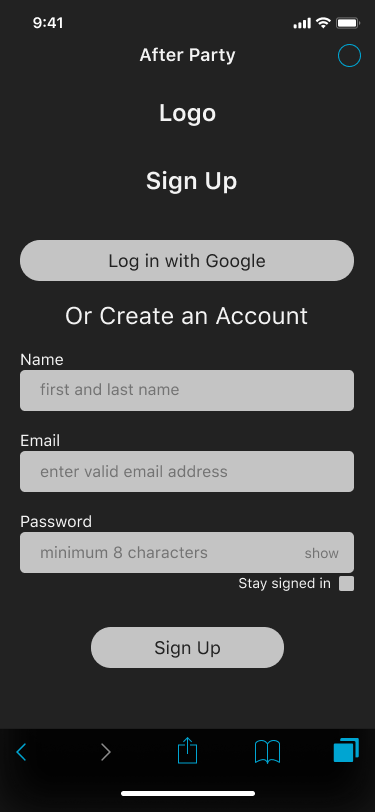 9:41
After Party
Logo
Sign Up
Log in with Google
Or Create an Account
Name
first and last name
Email
enter valid email address
Password
minimum 8 characters show
Stay signed in
Sign Up